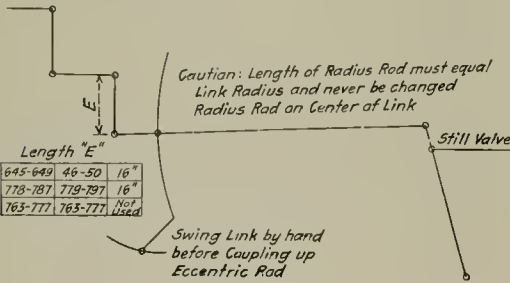 Caution: Length of Radius Rod must equal
Link Radius and never be changed
Radius Rod on Center of Link
E
Still Valve
Length "E"
645-649 46-50 16"
778-787 779-797 16"
763-777 763-777 Not Used
Swing Link by hand
before Coupling up
Eccentric Rod